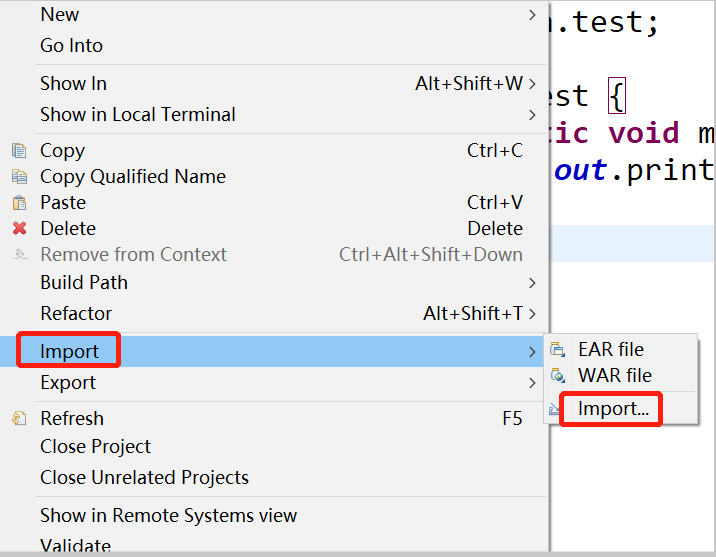 New
Go Into
Show In Alt+Shift+W
Show in Local Terminal
Copy Ctrl+C
Copy Qualified Name
Paste Ctrl+V
Delete Delete
Remove from Context Ctrl+Alt+Shift+Down
Build Path
Refactor Alt+Shift+T
Import
Export
Refresh F5
Close Project
Close Unrelated Projects
Show in Remote Systems view
Validate
EAR file
WAR file
Import...
.test;
est {
tic void m
out.print